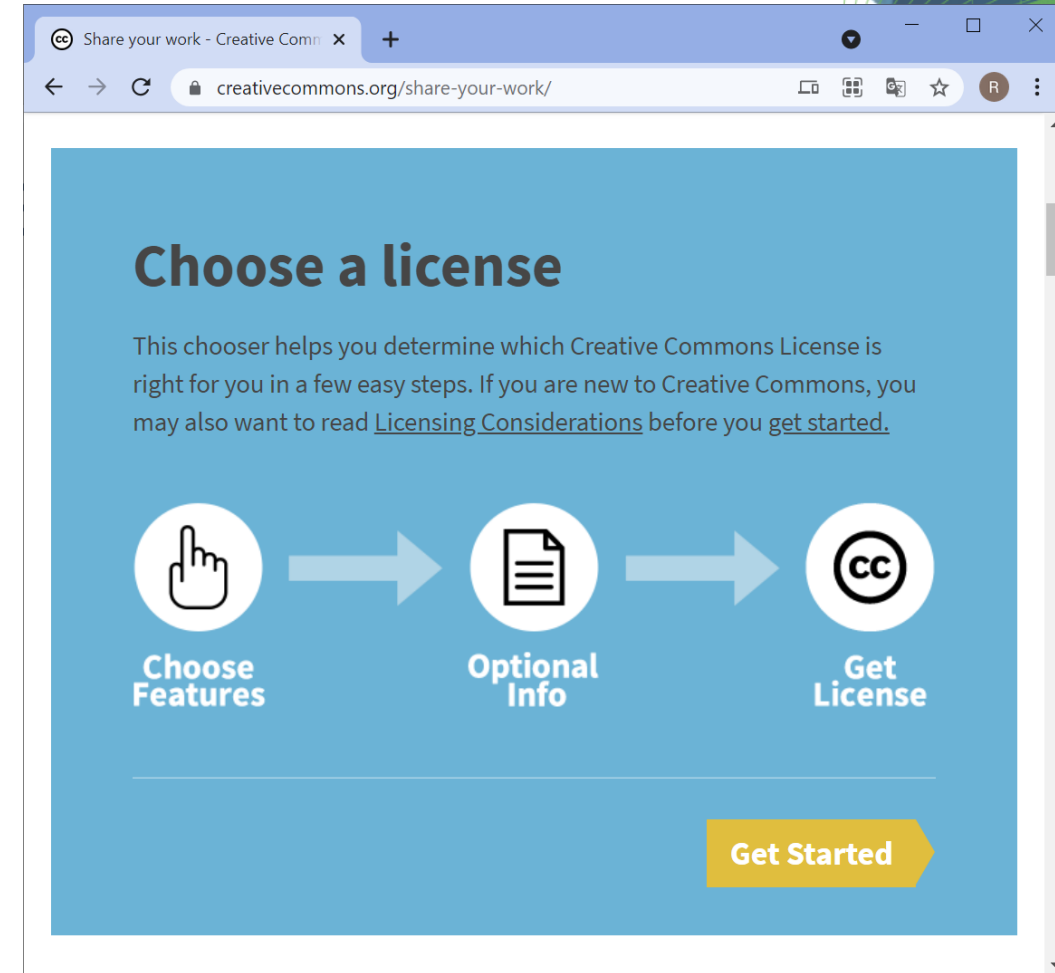 Share your work - Creative Comm
creativecommons.org/share-your-work/
R
Choose a license
This chooser helps you determine which Creative Commons License is
right for you in a few easy steps. If you are new to Creative Commons, you
may also want to read Licensing Considerations before you get started.
Choose
Features
Optional
Info
Get
License
Get Started